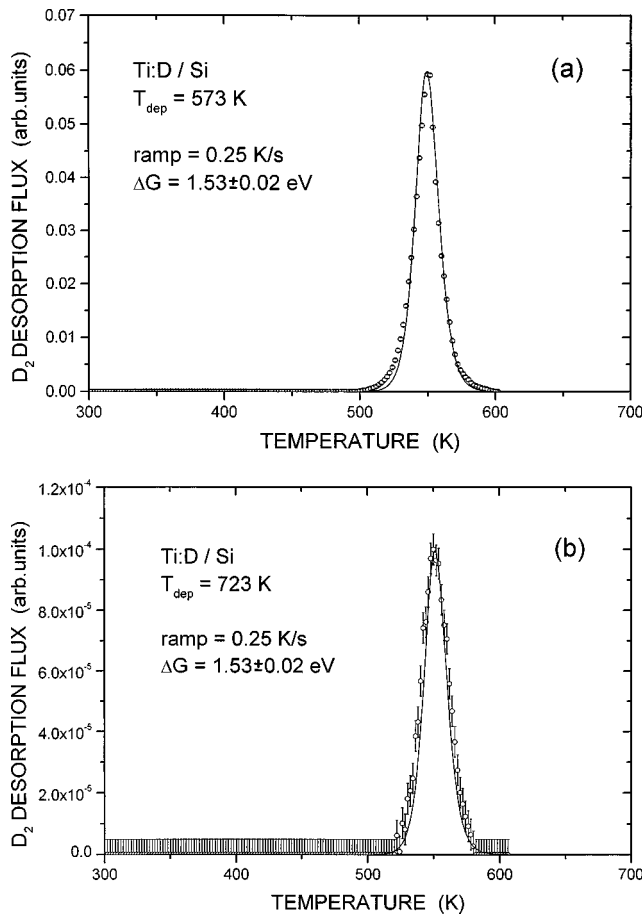 0.07
0.06
0.05
0.04
0.03
0.02
0.01
0.00
D₂ DESORPTION FLUX (arb.units)
Ti:D / Si
T_dep = 573 K
ramp = 0.25 K/s
ΔG = 1.53±0.02 eV
(a)
300 400 500 600 700
TEMPERATURE (K)
1.2x10⁻⁴
1.0x10⁻⁴
8.0x10⁻⁵
6.0x10⁻⁵
4.0x10⁻⁵
2.0x10⁻⁵
0.0
D₂ DESORPTION FLUX (arb.units)
Ti:D / Si
T_dep = 723 K
ramp = 0.25 K/s
ΔG = 1.53±0.02 eV
(b)
300 400 500 600 700
TEMPERATURE (K)